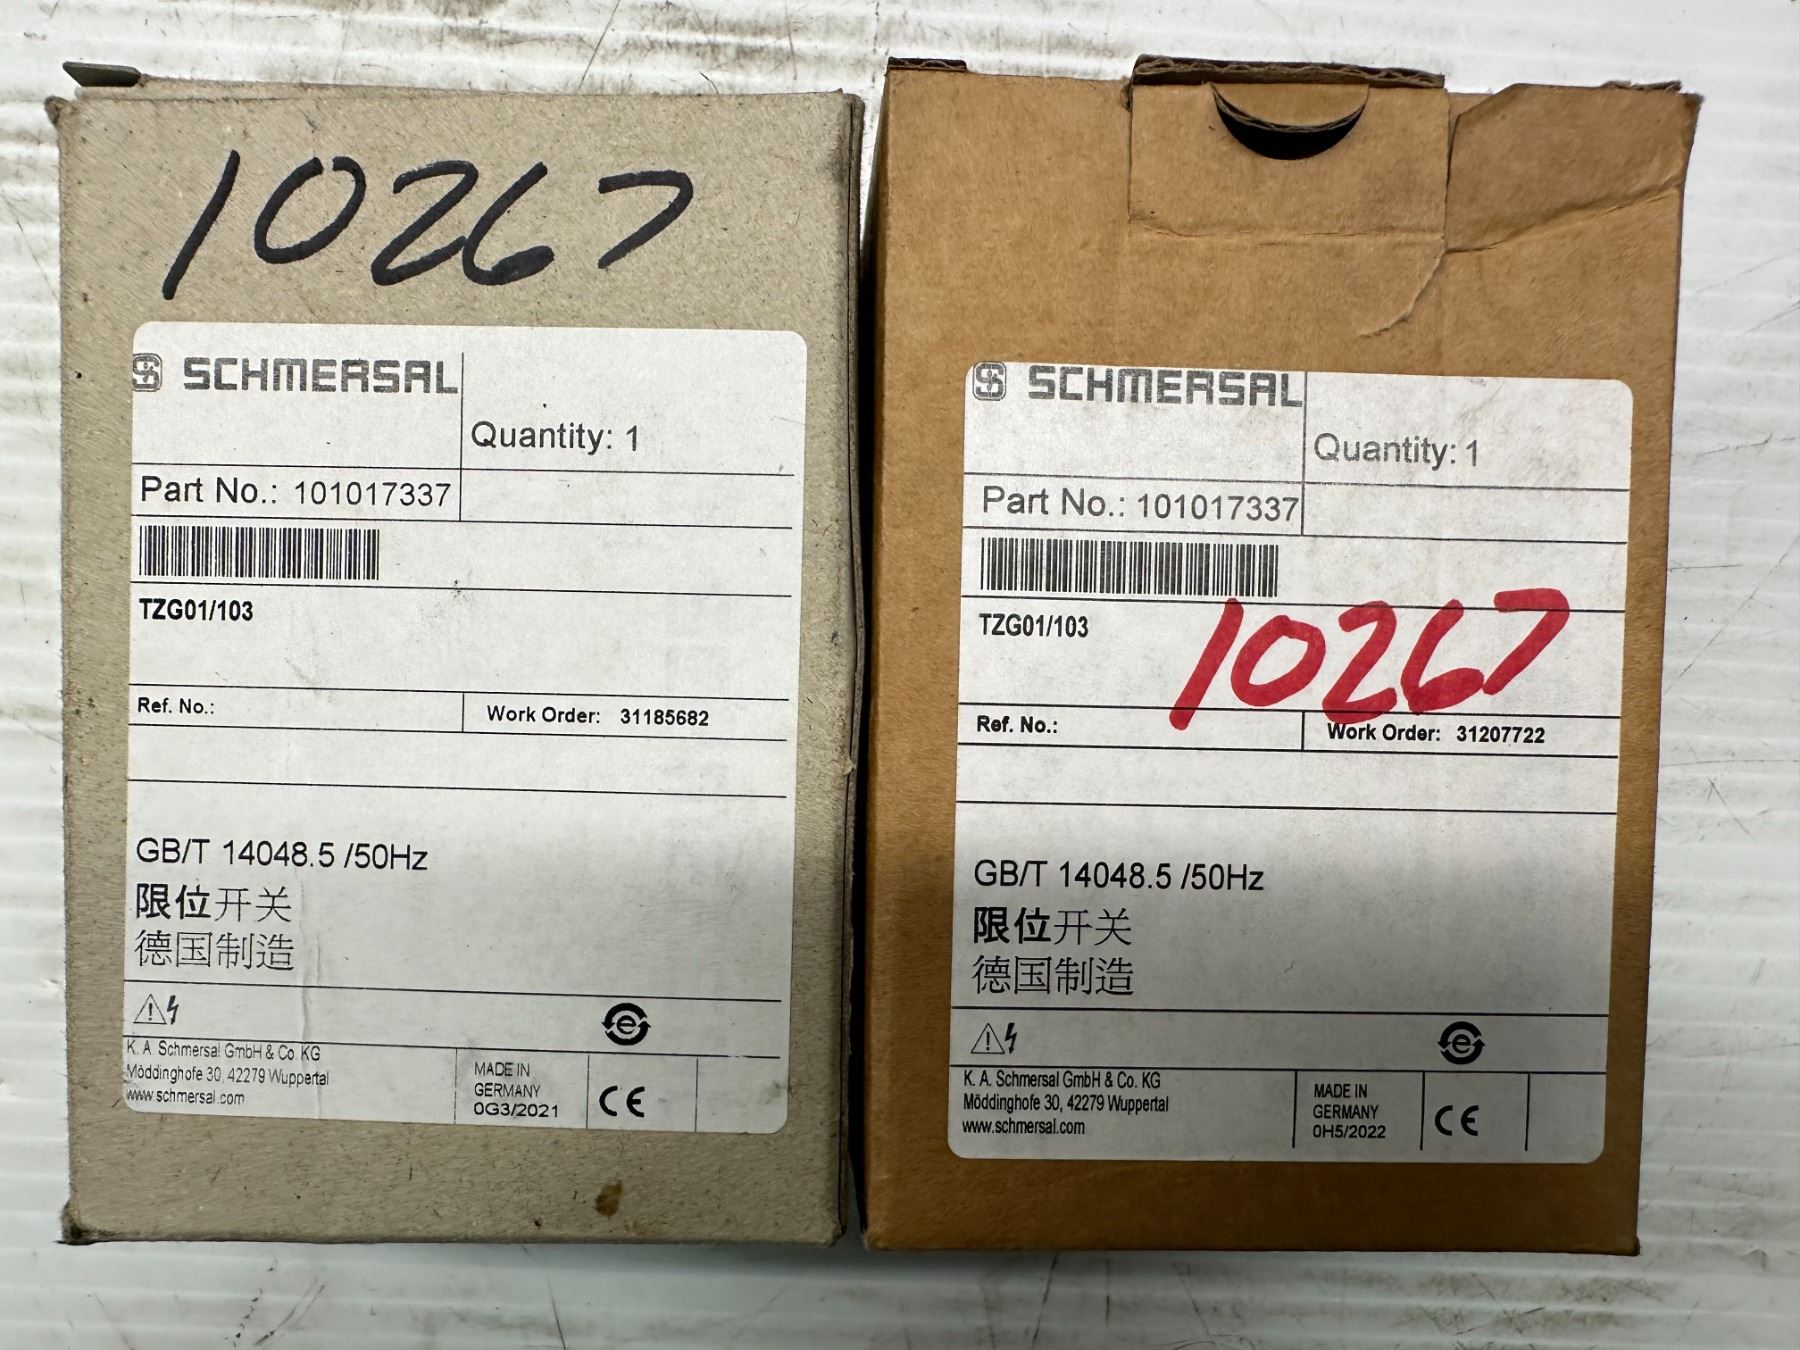 10267
SCHMERSAL
Quantity: 1
Part No.: 101017337
TZG01/103
Ref. No.:
Work Order: 31185682
GB/T 14048.5 /50Hz
限位开关
德国制造
K. A. Schmersal GmbH & Co. KG
Möddinghofe 30, 42279 Wuppertal
www.schmersal.com
MADE IN
GERMANY
0G3/2021
CE
SCHMERSAL
Quantity: 1
Part No.: 101017337
TZG01/103
10267
Ref. No.:
Work Order: 31207722
GB/T 14048.5 /50Hz
限位开关
德国制造
K. A. Schmersal GmbH & Co. KG
Möddinghofe 30, 42279 Wuppertal
www.schmersal.com
MADE IN
GERMANY
0H5/2022
CE